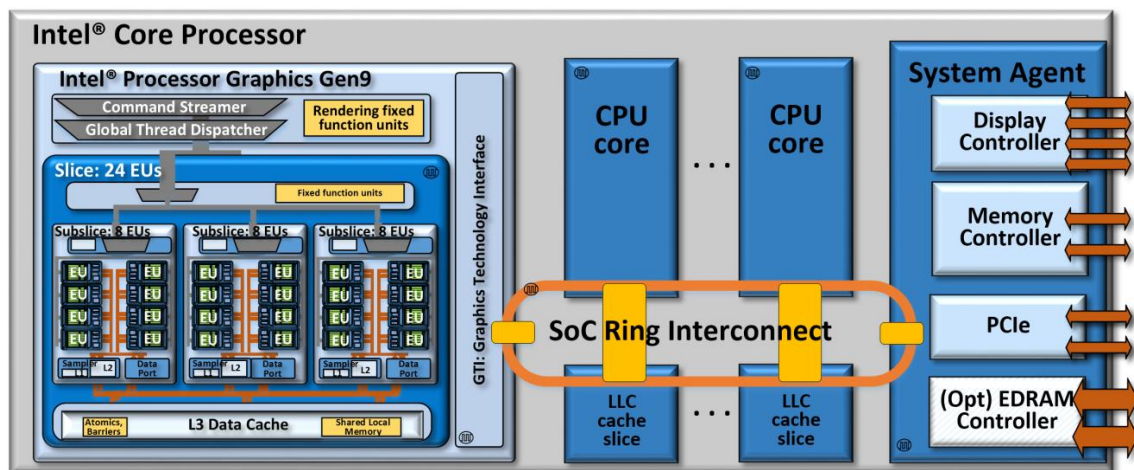 Intel® Core Processor
Intel® Processor Graphics Gen9
Command Streamer
Global Thread Dispatcher
Rendering fixed
function units
Slice: 24 EUs
Fixed function units
Subslice: 8 EUs
Subslice: 8 EUs
Subslice: 8 EUs
EU EU
EU EU
EU EU
EU EU
EU EU
EU EU
EU EU
EU EU
EU EU
EU EU
EU EU
EU EU
Sampler
L1
L2
Data
Port
Sampler
L1
L2
Data
Port
Sampler
L1
L2
Data
Port
Atomics,
Barriers
L3 Data Cache
Shared Local
Memory
GTI: Graphics Technology Interface
CPU
core
...
CPU
core
SoC Ring Interconnect
LLC
cache
slice
...
LLC
cache
slice
System Agent
Display
Controller
Memory
Controller
PCIe
(Opt) EDRAM
Controller